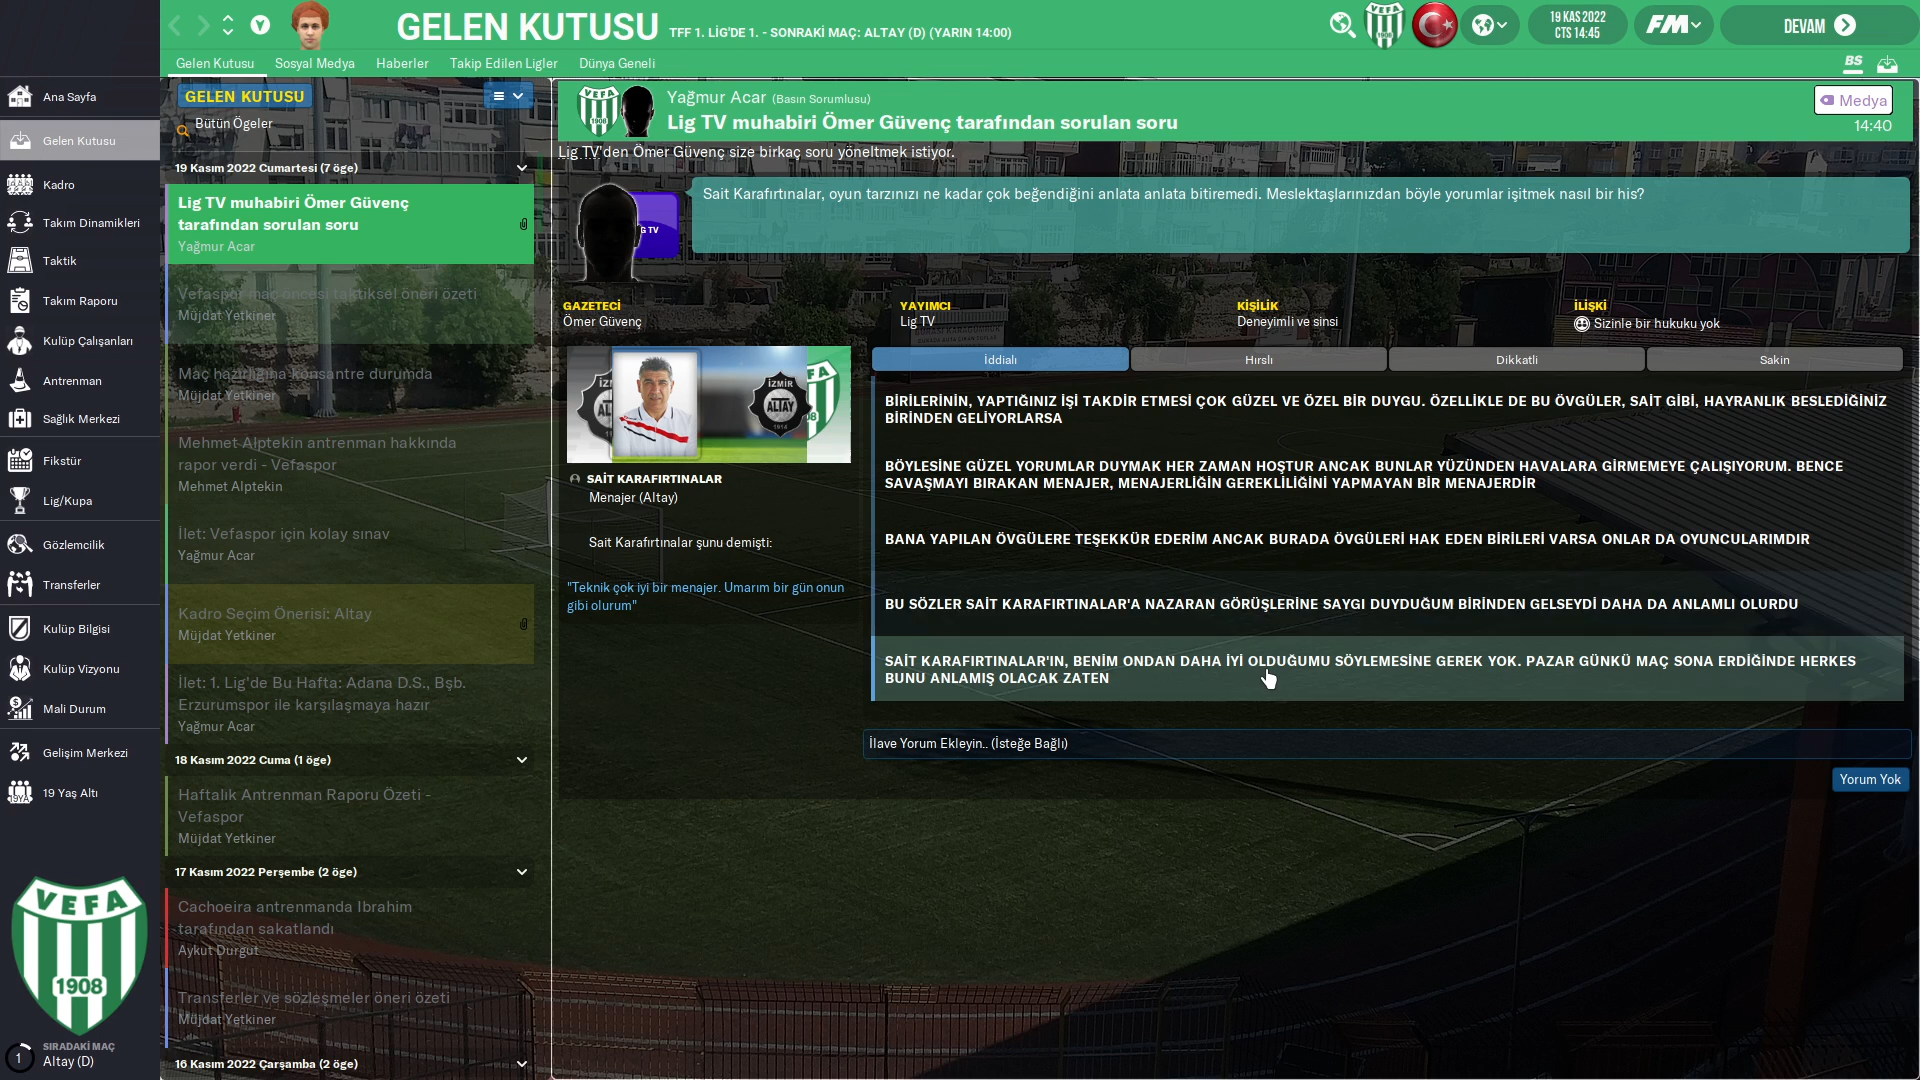 GELEN KUTUSU TFF 1. LİG'DE 1. - SONRAKİ MAÇ: ALTAY (D) (YARIN 14:00)
VEFA
1908
19 KAS 2022
CTS 14:45
FM
DEVAM
Gelen Kutusu
Sosyal Medya
Haberler
Takip Edilen Ligler
Dünya Geneli
BS
Ana Sayfa
Gelen Kutusu
Kadro
Takım Dinamikleri
Taktik
Takım Raporu
Kulüp Çalışanları
Antrenman
Sağlık Merkezi
Fikstür
Lig/Kupa
Gözlemcilik
Transferler
Kulüp Bilgisi
Kulüp Vizyonu
Mali Durum
Gelişim Merkezi
19 Yaş Altı
VEFA
1908
1
SIRADAKİ MAÇ
Altay (D)
GELEN KUTUSU
Bütün Ögeler
19 Kasım 2022 Cumartesi (7 öge)
Lig TV muhabiri Ömer Güvenç
tarafından sorulan soru
Yağmur Acar
Vefaspor maç öncesi taktiksel öneri özeti
Müjdat Yetkiner
Maç hazırlığına konsantre durumda
Müjdat Yetkiner
Mehmet Alptekin antrenman hakkında
rapor verdi - Vefaspor
Mehmet Alptekin
İlet: Vefaspor için kolay sınav
Yağmur Acar
Kadro Seçim Önerisi: Altay
Müjdat Yetkiner
İlet: 1. Lig'de Bu Hafta: Adana D.S., Bşb.
Erzurumspor ile karşılaşmaya hazır
Yağmur Acar
18 Kasım 2022 Cuma (1 öge)
Haftalık Antrenman Raporu Özeti -
Vefaspor
Müjdat Yetkiner
17 Kasım 2022 Perşembe (2 öge)
Cachoeira antrenmanda Ibrahim
tarafından sakatlandı
Aykut Durgut
Transferler ve sözleşmeler öneri özeti
Müjdat Yetkiner
16 Kasım 2022 Çarşamba (2 öge)
VEFA
1908
Yağmur Acar (Basın Sorumlusu)
Lig TV muhabiri Ömer Güvenç tarafından sorulan soru
Medya
14:40
Lig TV'den Ömer Güvenç size birkaç soru yöneltmek istiyor.
G TV
Sait Karafırtınalar, oyun tarzınızı ne kadar çok beğendiğini anlata anlata bitiremedi. Meslektaşlarınızdan böyle yorumlar işitmek nasıl bir his?
GAZETECİ
Ömer Güvenç
YAYIMCI
Lig TV
KİŞİLİK
Deneyimli ve sinsi
İLİŞKİ
Sizinle bir hukuku yok
İZMİR
ALTAY
1914
SAİT KARAFIRTINALAR
Menajer (Altay)
Sait Karafırtınalar şunu demişti:
"Teknik çok iyi bir menajer. Umarım bir gün onun
gibi olurum"
İddialı
Hırslı
Dikkatli
Sakin
BİRİLERİNİN, YAPTIĞINIZ İŞİ TAKDİR ETMESİ ÇOK GÜZEL VE ÖZEL BİR DUYGU. ÖZELLİKLE DE BU ÖVGÜLER, SAİT GİBİ, HAYRANLIK BESLEDİĞİNİZ
BİRİNDEN GELİYORLARSA
BÖYLESİNE GÜZEL YORUMLAR DUYMAK HER ZAMAN HOŞTUR ANCAK BUNLAR YÜZÜNDEN HAVALARA GİRMEMEYE ÇALIŞIYORUM. BENCE
SAVAŞMAYI BIRAKAN MENAJER, MENAJERLİĞİN GEREKLİLİĞİNİ YAPMAYAN BİR MENAJERDİR
BANA YAPILAN ÖVGÜLERE TEŞEKKÜR EDERİM ANCAK BURADA ÖVGÜLERİ HAK EDEN BİRİLERİ VARSA ONLAR DA OYUNCULARIMDIR
BU SÖZLER SAİT KARAFIRTINALAR'A NAZARAN GÖRÜŞLERİNE SAYGI DUYDUĞUM BİRİNDEN GELSEYDİ DAHA DA ANLAMLI OLURDU
SAİT KARAFIRTINALAR'IN, BENİM ONDAN DAHA İYİ OLDUĞUMU SÖYLEMESİNE GEREK YOK. PAZAR GÜNKÜ MAÇ SONA ERDİĞİNDE HERKES
BUNU ANLAMIŞ OLACAK ZATEN
İlave Yorum Ekleyin.. (İsteğe Bağlı)
Yorum Yok